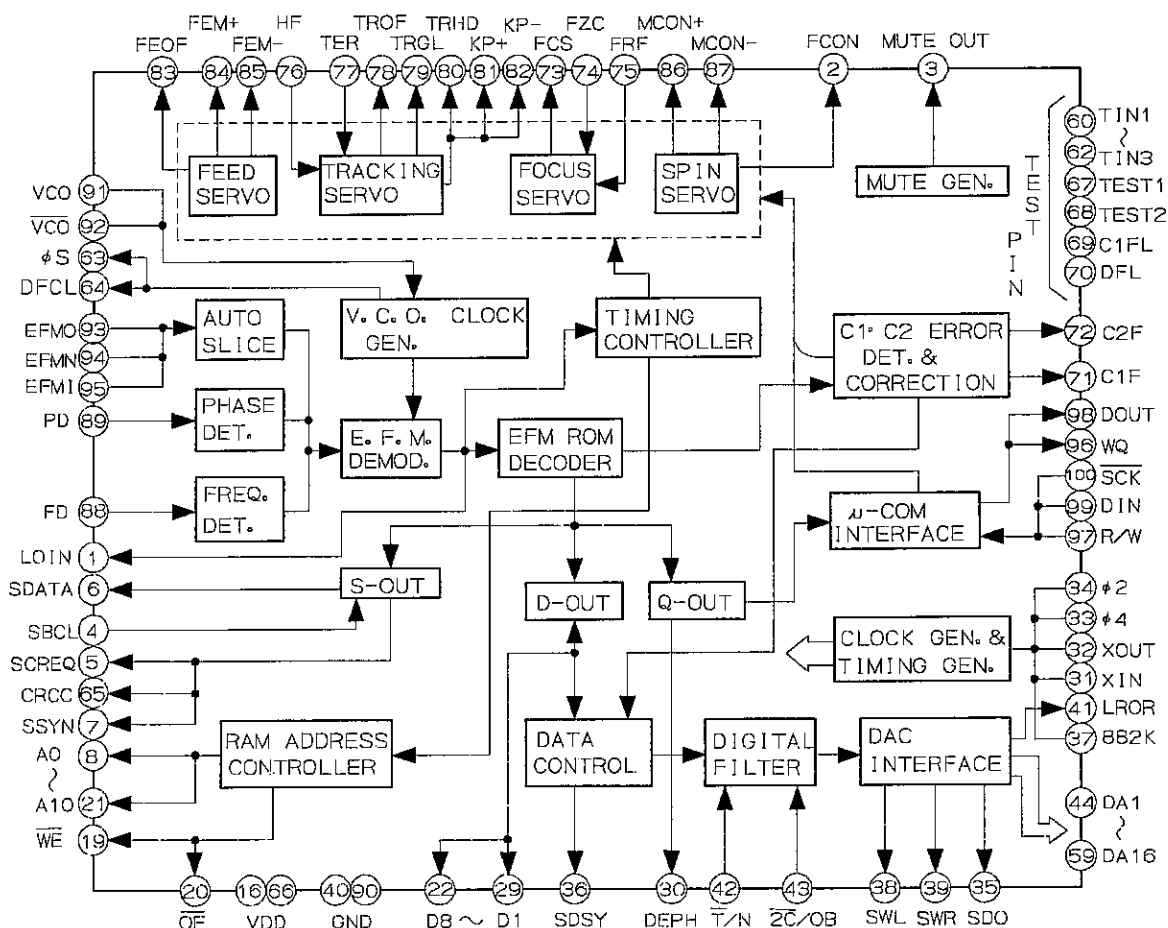 FEM+ HF TROF TRHD KP- FZC MCON+
FEOF FEM- TER TRGL KP+ FCS FRF MCON- FCON MUTE OUT
83 84 85 76 77 78 79 80 81 82 73 74 75 86 87 2 3
FEED SERVO
TRACKING SERVO
FOCUS SERVO
SPIN SERVO
MUTE GEN.
TEST PIN
60 TIN1
~
62 TIN3
67 TEST1
68 TEST2
69 C1FL
70 DFL
VCO 91
V̅C̅O̅ 92
φS 63
DFCL 64
EFMO 93
EFMN 94
EFMI 95
PD 89
FD 88
LOIN 1
SDATA 6
SBCL 4
SCREQ 5
CRCC 65
SSYN 7
A0 8
~
A10 21
W̅E̅ 19
AUTO SLICE
V.C.O. CLOCK GEN.
TIMING CONTROLLER
C1. C2 ERROR DET. & CORRECTION
PHASE DET.
E.F.M. DEMOD.
EFM ROM DECODER
FREQ. DET.
μ-COM INTERFACE
S-OUT
D-OUT
Q-OUT
CLOCK GEN. & TIMING GEN.
RAM ADDRESS CONTROLLER
DATA CONTROL
DIGITAL FILTER
DAC INTERFACE
72 C2F
71 C1F
98 DOUT
96 WQ
100 S̅C̅K̅
99 DIN
97 R/W
34 φ2
33 φ4
32 XOUT
31 XIN
41 LROR
37 8B2K
44 DA1
~
59 DA16
20 16 66 40 90 22 29 36 30 42 43 38 39 35
O̅E̅ VDD GND D8 ~ D1 SDSY DEPH T̅/N 2̅C̅/OB SWL SWR SDO